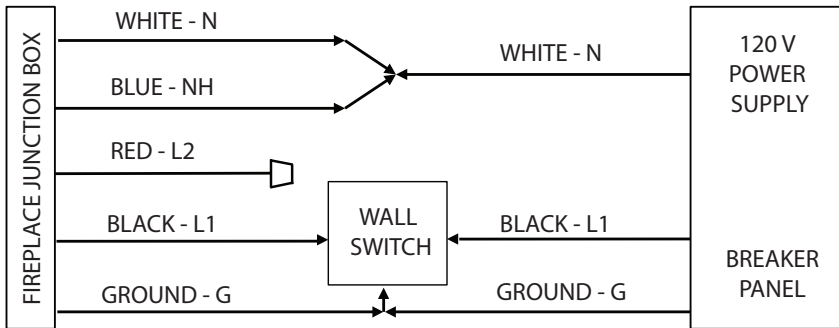 FIREPLACE JUNCTION BOX
WHITE - N
BLUE - NH
RED - L2
BLACK - L1
GROUND - G
WALL
SWITCH
WHITE - N
BLACK - L1
GROUND - G
120 V
POWER
SUPPLY
BREAKER
PANEL